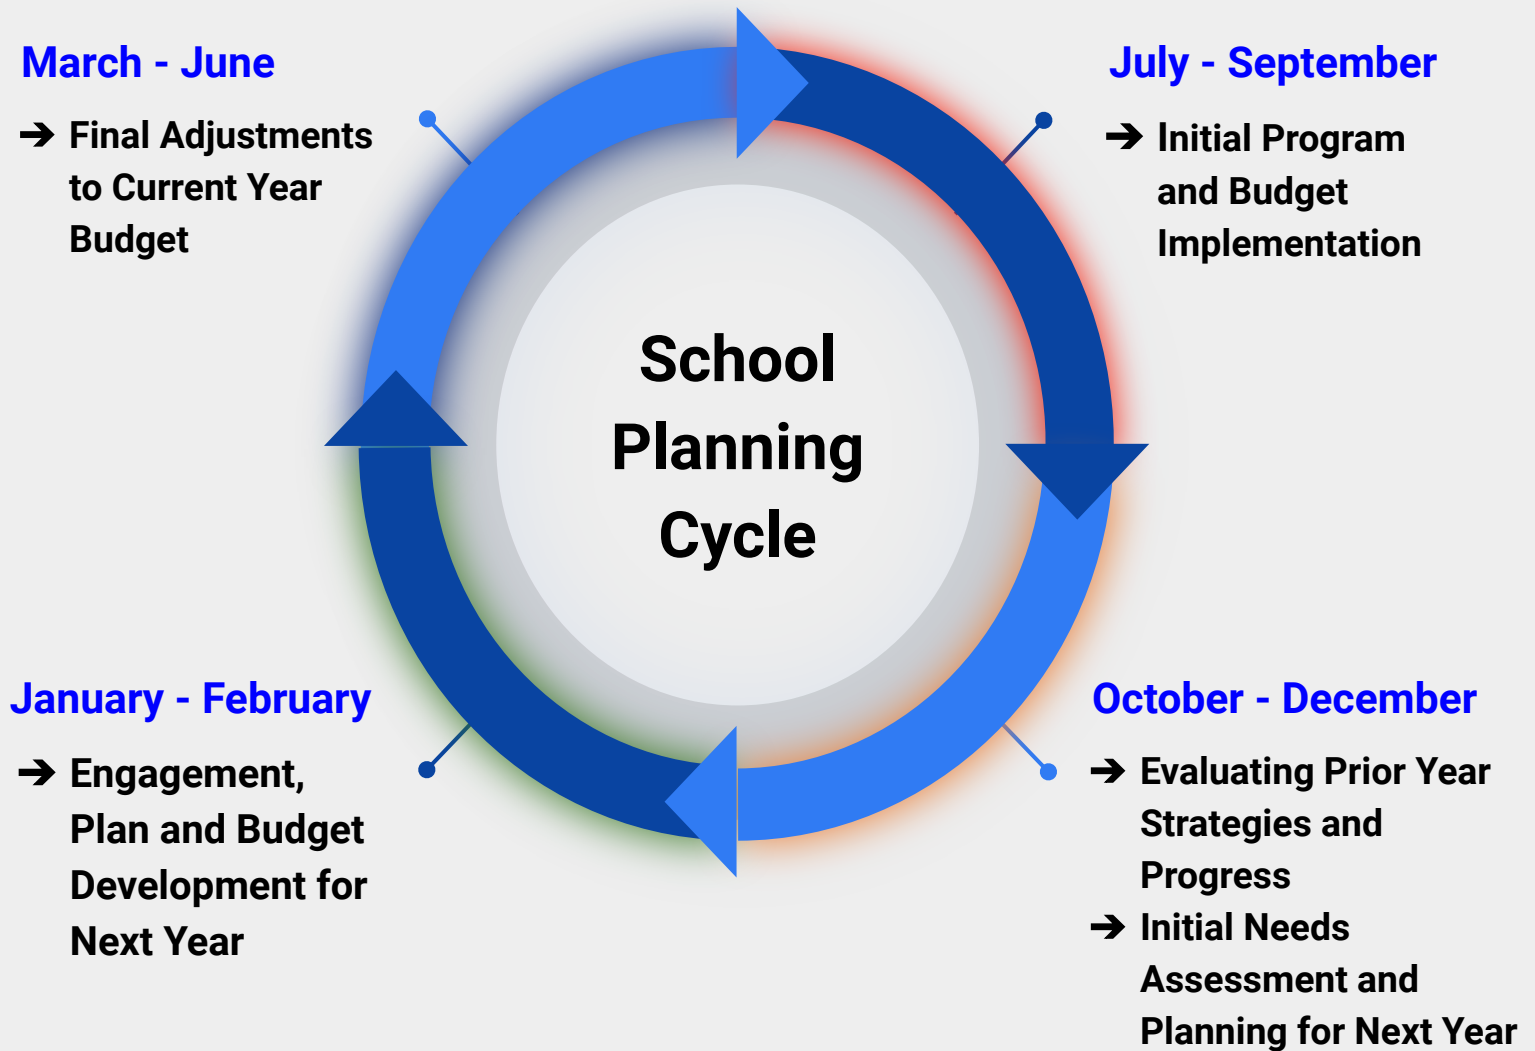 March - June
➔ Final Adjustments
to Current Year
Budget
July - September
➔ Initial Program
and Budget
Implementation
School
Planning
Cycle
January - February
➔ Engagement,
Plan and Budget
Development for
Next Year
October - December
➔ Evaluating Prior Year
Strategies and
Progress
➔ Initial Needs
Assessment and
Planning for Next Year